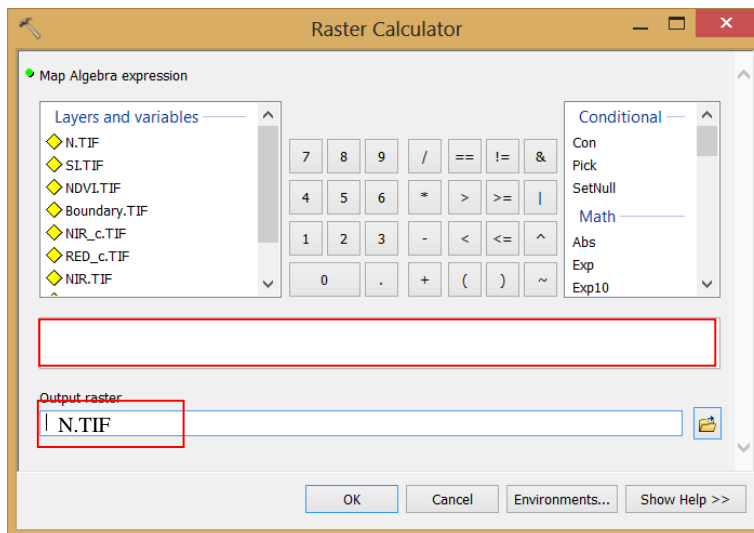 Raster Calculator
Map Algebra expression
Layers and variables
N.TIF
SI.TIF
NDVI.TIF
Boundary.TIF
NIR_c.TIF
RED_c.TIF
NIR.TIF
7 8 9 / == != &
4 5 6 * > >= |
1 2 3 - < <= ^
0 . + ( ) ~
Conditional
Con
Pick
SetNull
Math
Abs
Exp
Exp10
Output raster
N.TIF
OK Cancel Environments... Show Help >>